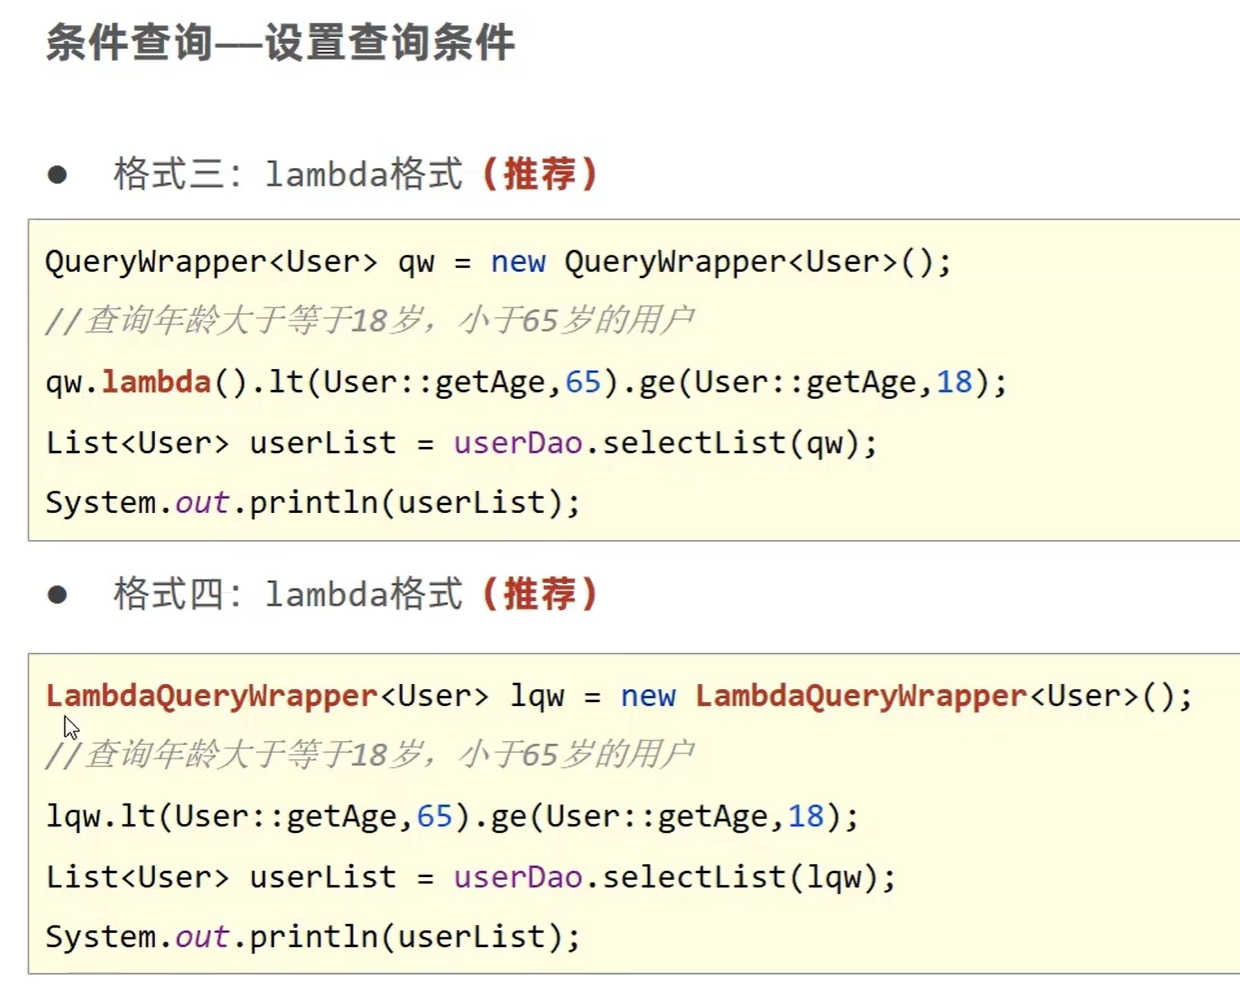 条件查询——设置查询条件
● 格式三：lambda格式（推荐）
QueryWrapper<User> qw = new QueryWrapper<User>();
//查询年龄大于等于18岁，小于65岁的用户
qw.lambda().lt(User::getAge,65).ge(User::getAge,18);
List<User> userList = userDao.selectList(qw);
System.out.println(userList);
● 格式四：lambda格式（推荐）
LambdaQueryWrapper<User> lqw = new LambdaQueryWrapper<User>();
//查询年龄大于等于18岁，小于65岁的用户
lqw.lt(User::getAge,65).ge(User::getAge,18);
List<User> userList = userDao.selectList(lqw);
System.out.println(userList);